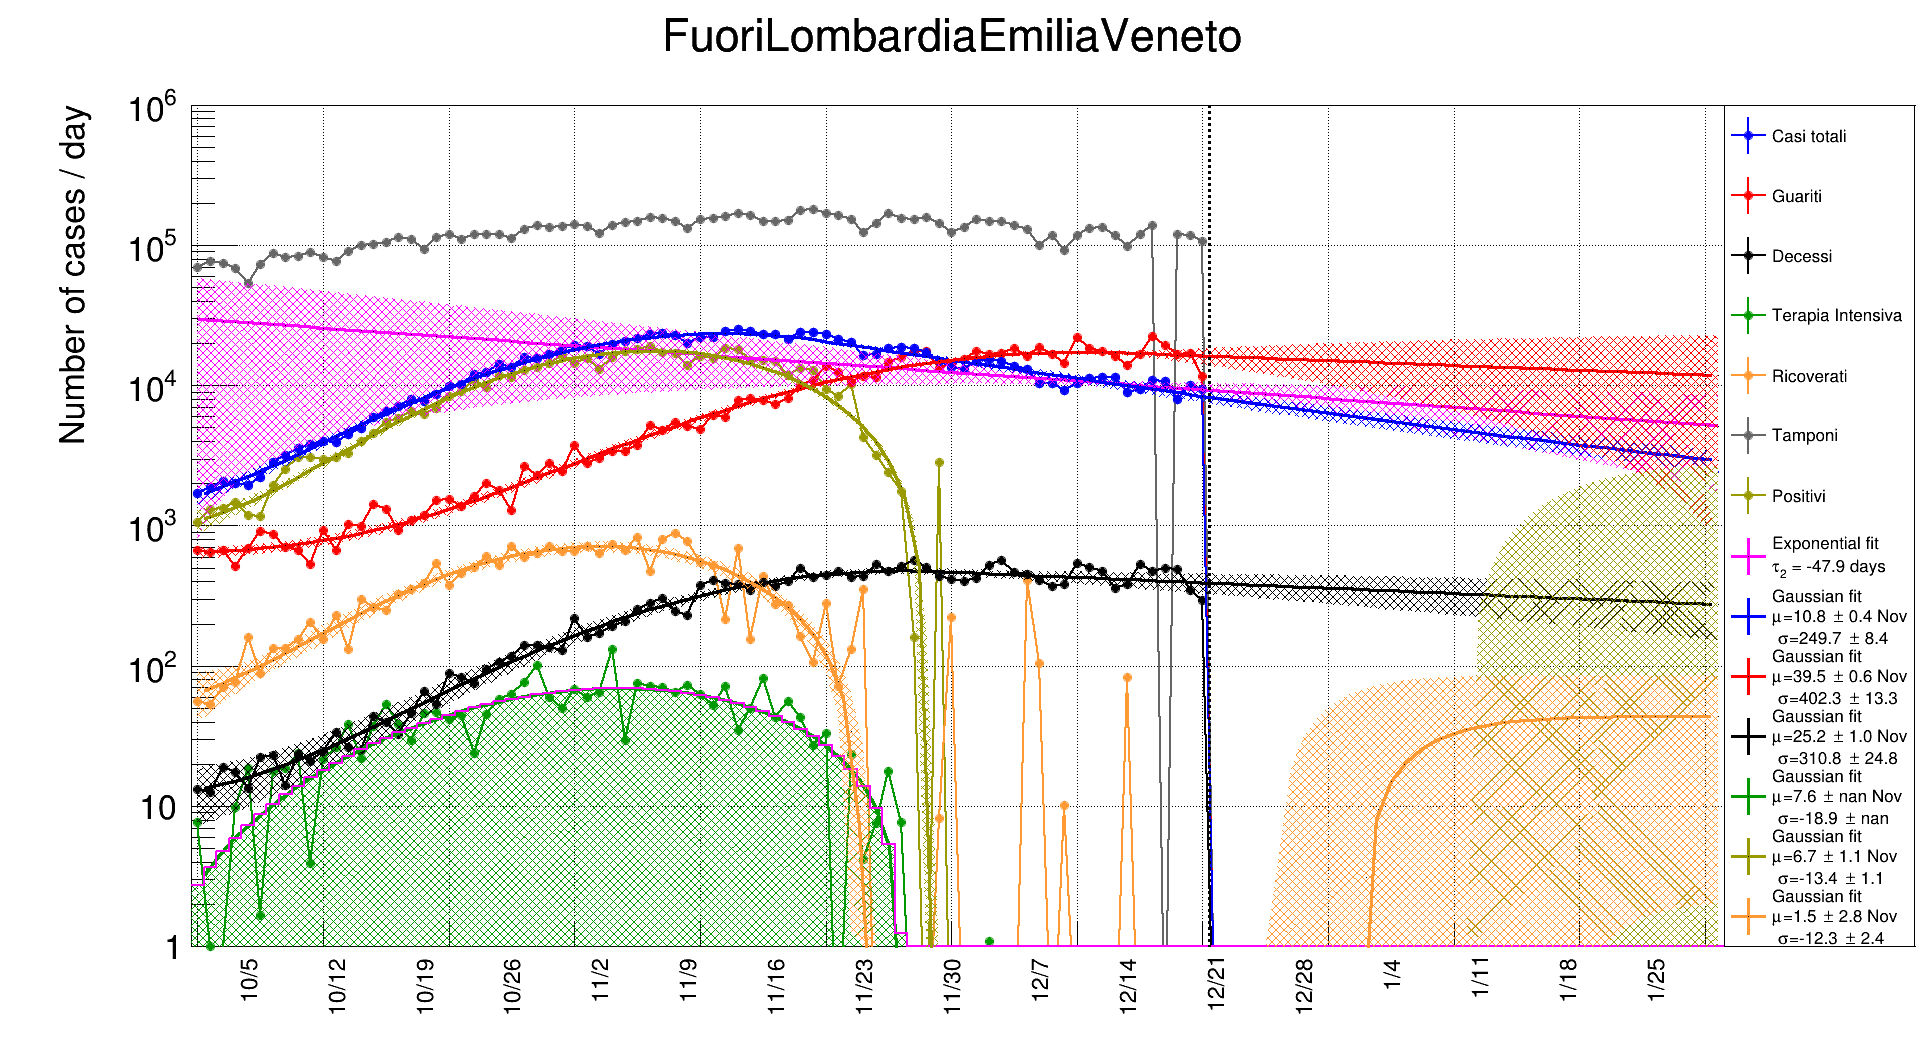 FuoriLombardiaEmiliaVeneto
Number of cases / day
10^6
10^5
10^4
10^3
10^2
10
1
10/5
10/12
10/19
10/26
11/2
11/9
11/16
11/23
11/30
12/7
12/14
12/21
12/28
1/4
1/11
1/18
1/25
Casi totali
Guariti
Decessi
Terapia Intensiva
Ricoverati
Tamponi
Positivi
Exponential fit
τ₂ = -47.9 days
Gaussian fit
μ=10.8 ± 0.4 Nov
σ=249.7 ± 8.4
Gaussian fit
μ=39.5 ± 0.6 Nov
σ=402.3 ± 13.3
Gaussian fit
μ=25.2 ± 1.0 Nov
σ=310.8 ± 24.8
Gaussian fit
μ=7.6 ± nan Nov
σ=-18.9 ± nan
Gaussian fit
μ=6.7 ± 1.1 Nov
σ=-13.4 ± 1.1
Gaussian fit
μ=1.5 ± 2.8 Nov
σ=-12.3 ± 2.4